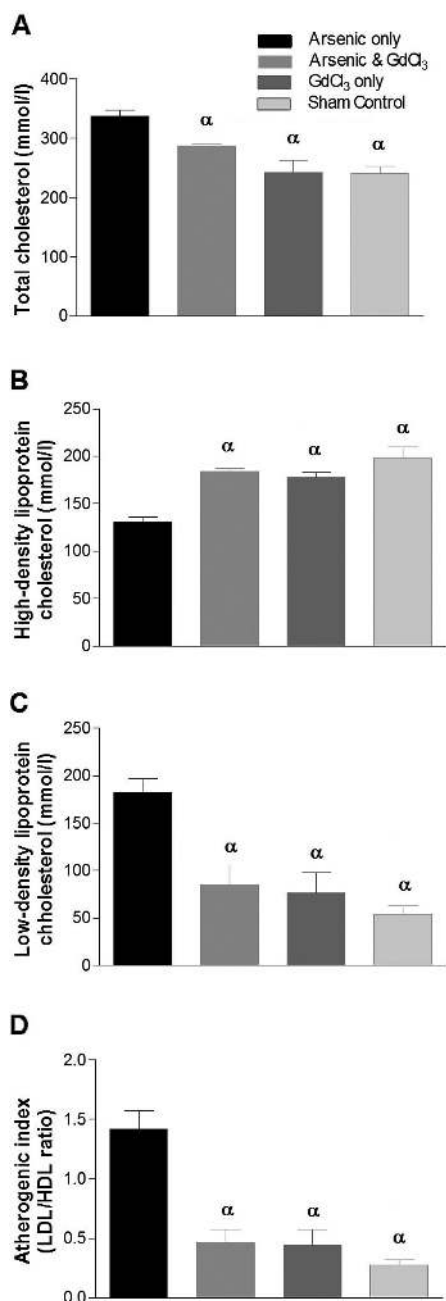 A
Arsenic only
Arsenic & GdCl₃
GdCl₃ only
Sham Control
Total cholesterol (mmol/l)
400
300
200
100
0
α
α
α
B
High-density lipoprotein
cholesterol (mmol/l)
250
200
150
100
50
0
α
α
α
C
Low-density lipoprotein
chholesterol (mmol/l)
250
200
150
100
50
0
α
α
α
D
Atherogenic index
(LDL/HDL ratio)
2.0
1.5
1.0
0.5
0.0
α
α
α